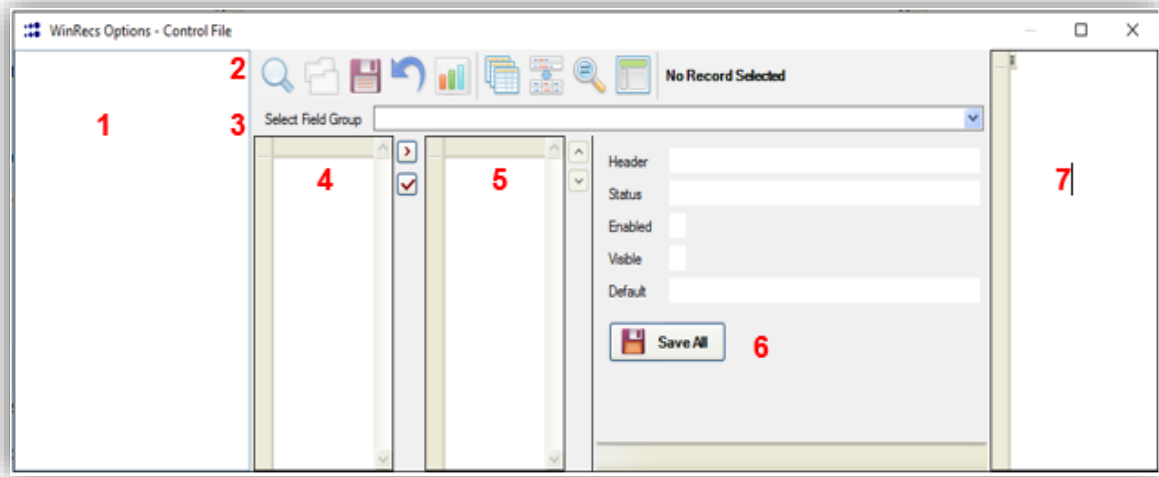 WinRecs Options - Control File
2
No Record Selected
1
3
Select Field Group
4
5
Header
7
Status
Enabled
Visible
Default
Save All
6